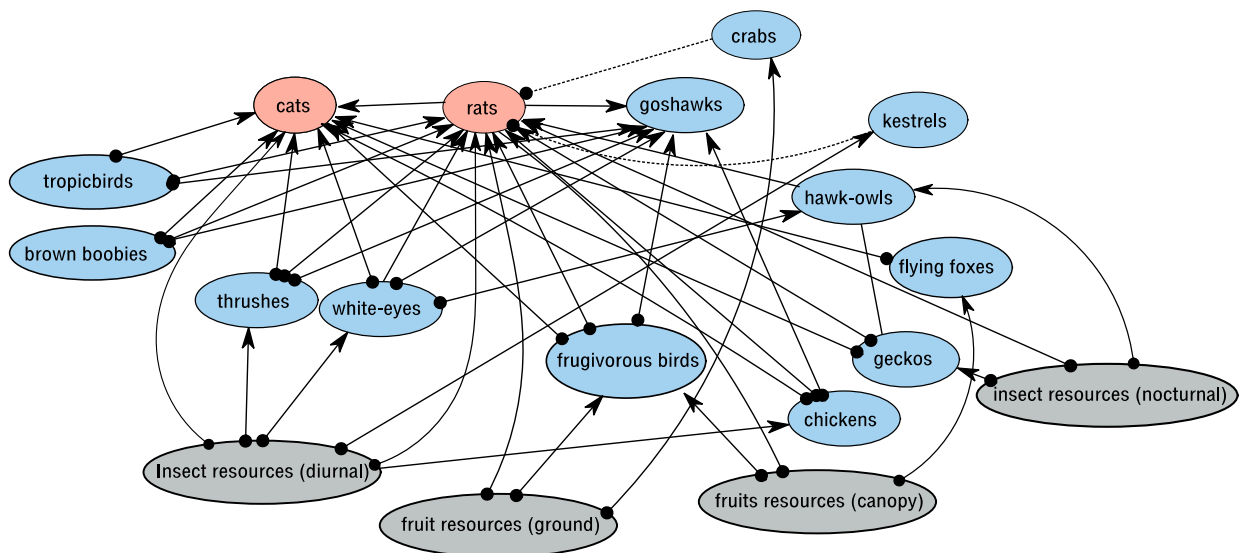 crabs
cats
rats
goshawks
kestrels
tropicbirds
hawk-owls
brown boobies
flying foxes
thrushes
white-eyes
frugivorous birds
geckos
insect resources (nocturnal)
chickens
Insect resources (diurnal)
fruits resources (canopy)
fruit resources (ground)